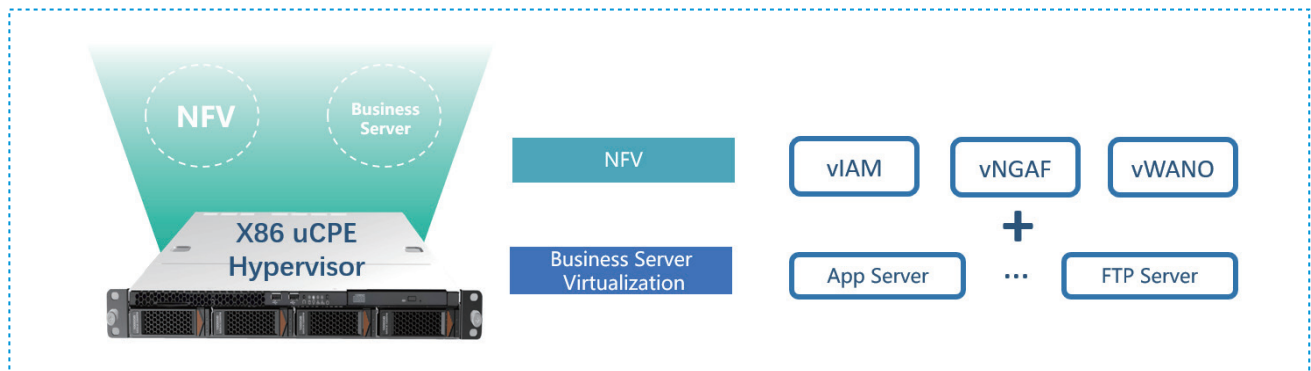 NFV
Business
Server
X86 uCPE
Hypervisor
NFV
vIAM
vNGAF
vWANO
+
Business Server
Virtualization
App Server
...
FTP Server